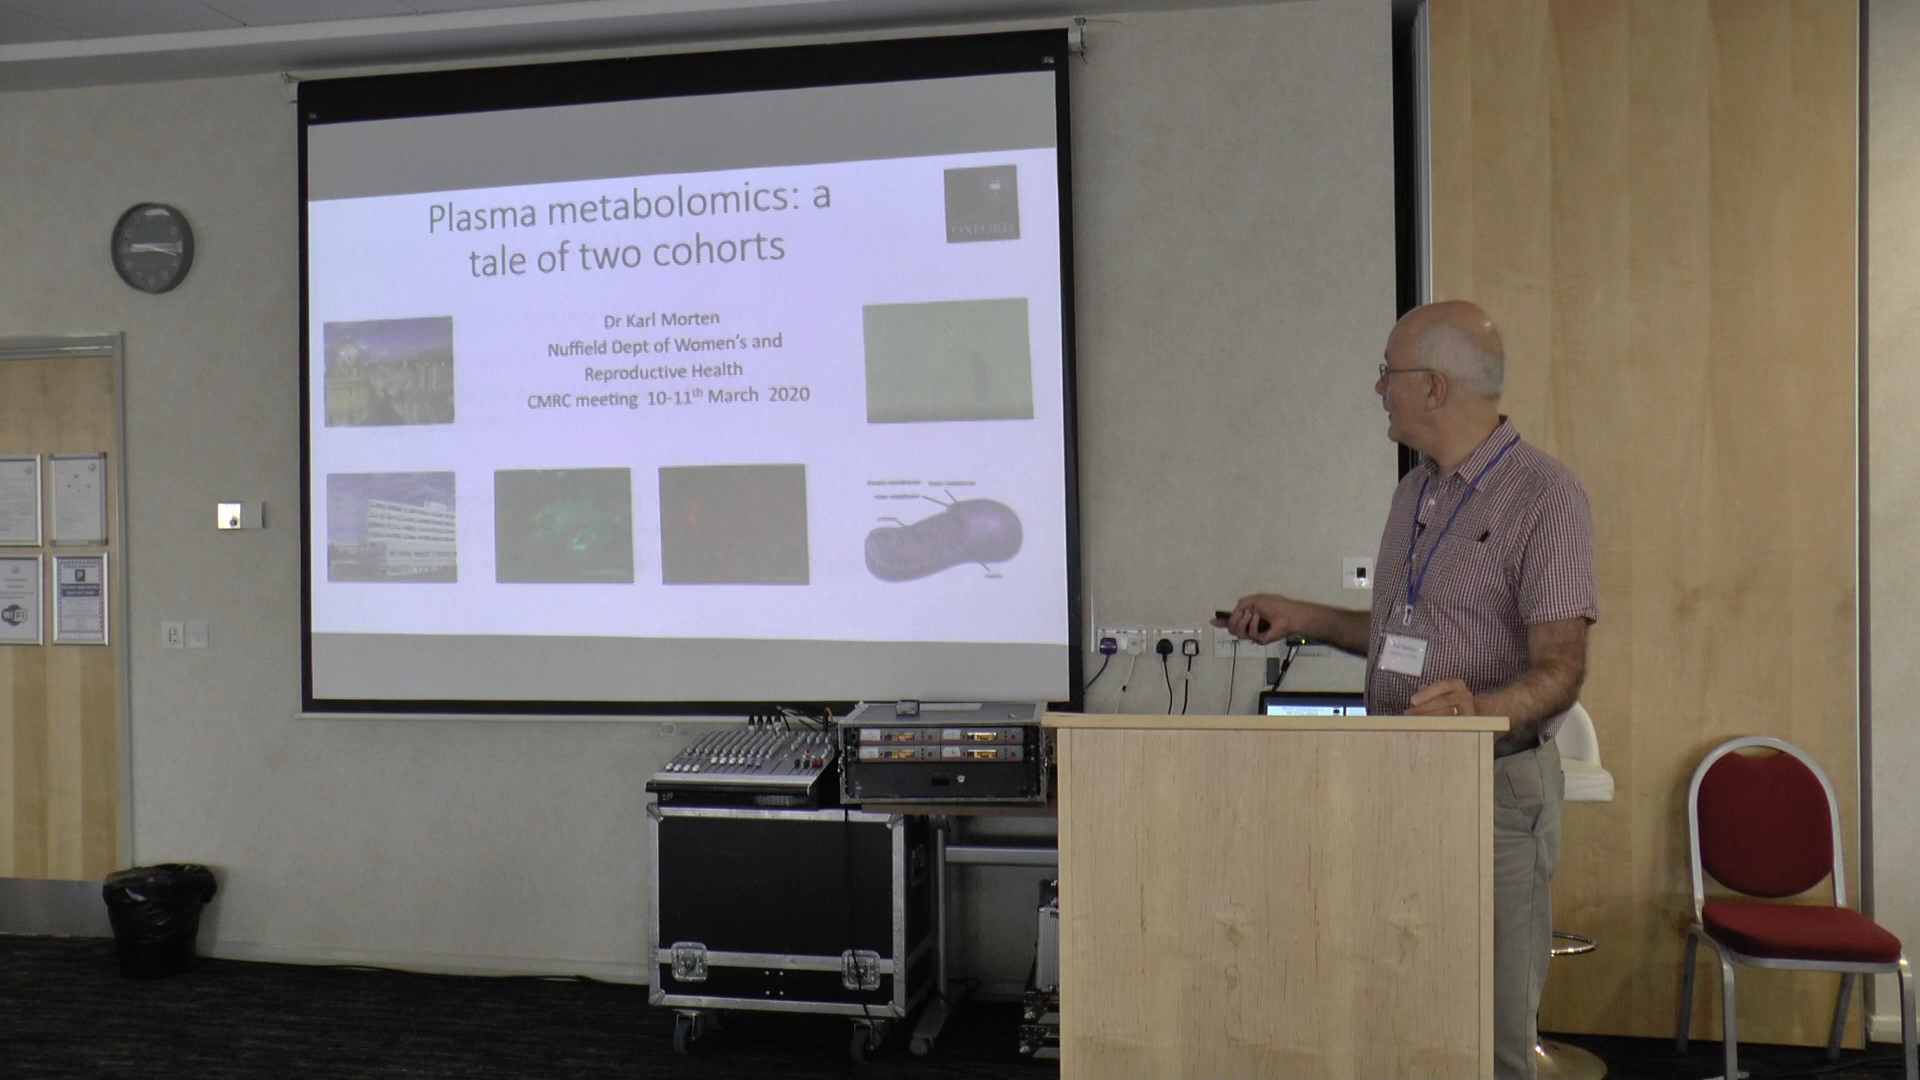 Plasma metabolomics: a
tale of two cohorts
OXFORD
Dr Karl Morten
Nuffield Dept of Women's and
Reproductive Health
CMRC meeting 10-11th March 2020
WiFi